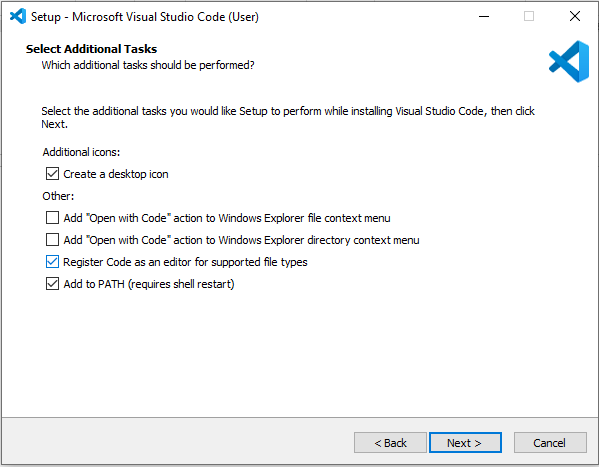 Setup - Microsoft Visual Studio Code (User)
Select Additional Tasks
Which additional tasks should be performed?
Select the additional tasks you would like Setup to perform while installing Visual Studio Code, then click
Next.
Additional icons:
Create a desktop icon
Other:
Add "Open with Code" action to Windows Explorer file context menu
Add "Open with Code" action to Windows Explorer directory context menu
Register Code as an editor for supported file types
Add to PATH (requires shell restart)
< Back Next > Cancel